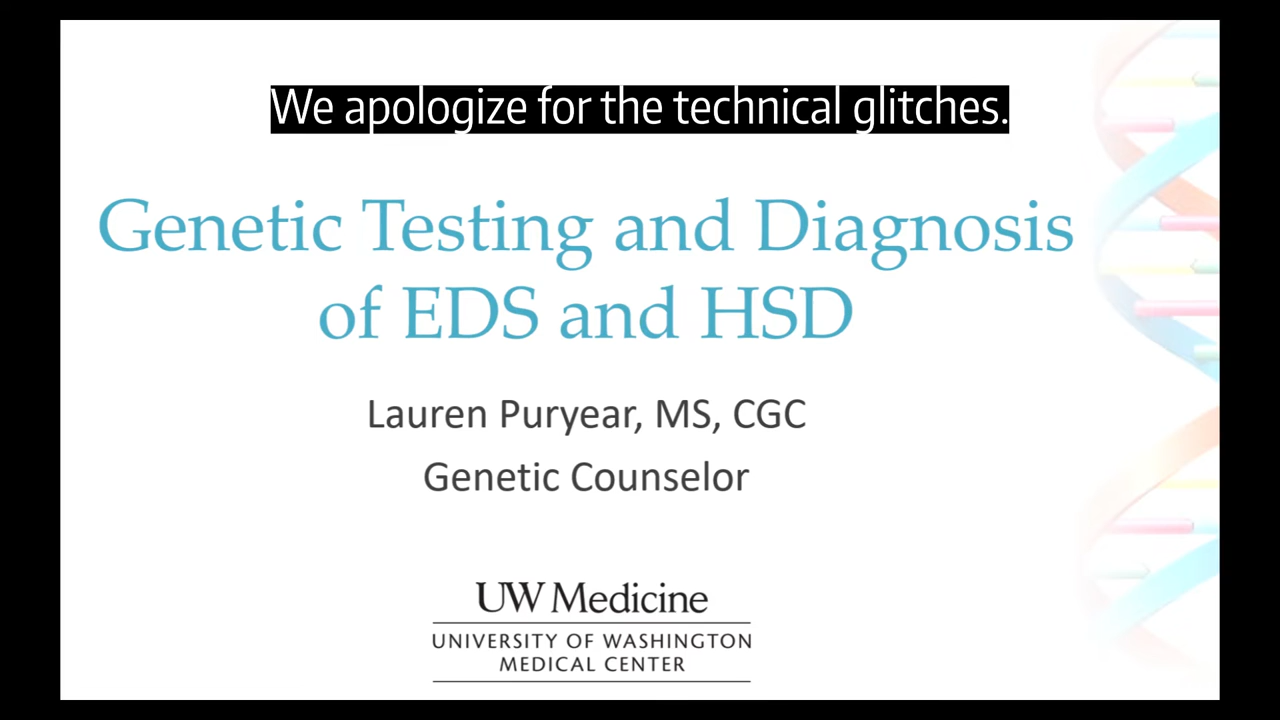 We apologize for the technical glitches.
Genetic Testing and Diagnosis
of EDS and HSD
Lauren Puryear, MS, CGC
Genetic Counselor
UW Medicine
UNIVERSITY OF WASHINGTON
MEDICAL CENTER